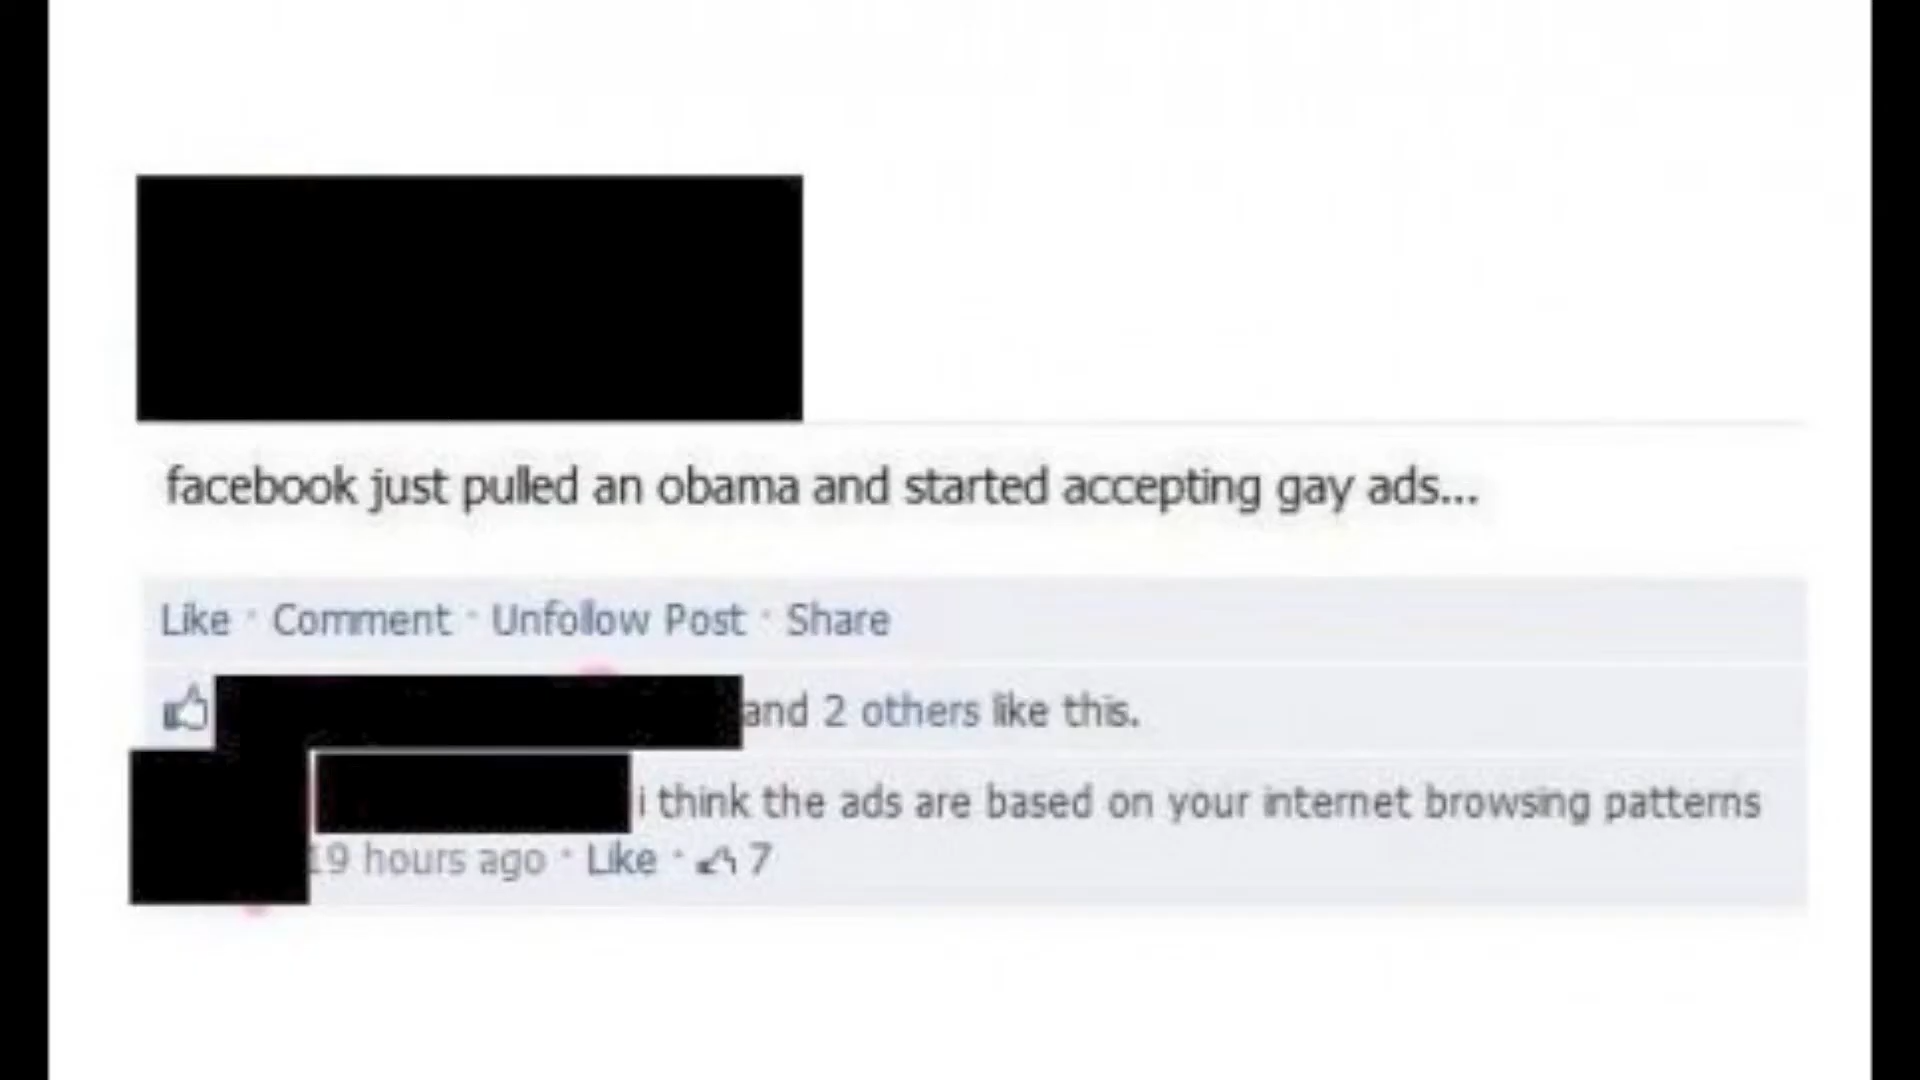 facebook just pulled an obama and started accepting gay ads...
Like · Comment · Unfollow Post · Share
and 2 others like this.
i think the ads are based on your internet browsing patterns
19 hours ago · Like · 7